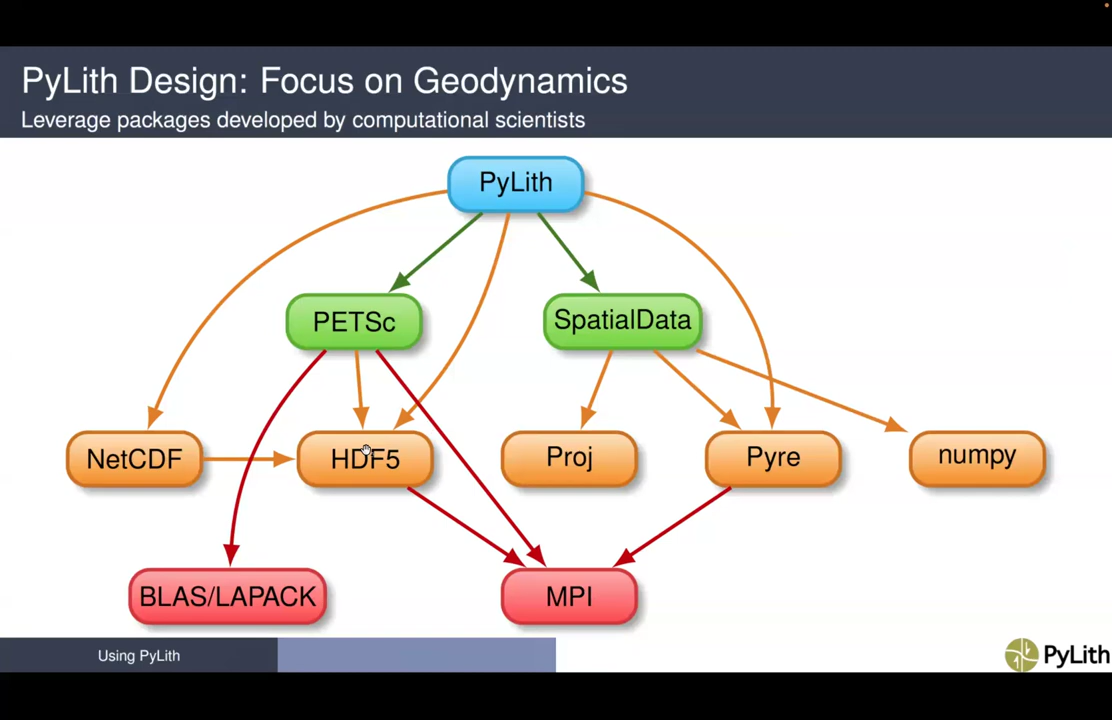 PyLith Design: Focus on Geodynamics
Leverage packages developed by computational scientists
PyLith
PETSc
SpatialData
NetCDF
HDF5
Proj
Pyre
numpy
BLAS/LAPACK
MPI
Using PyLith
PyLith